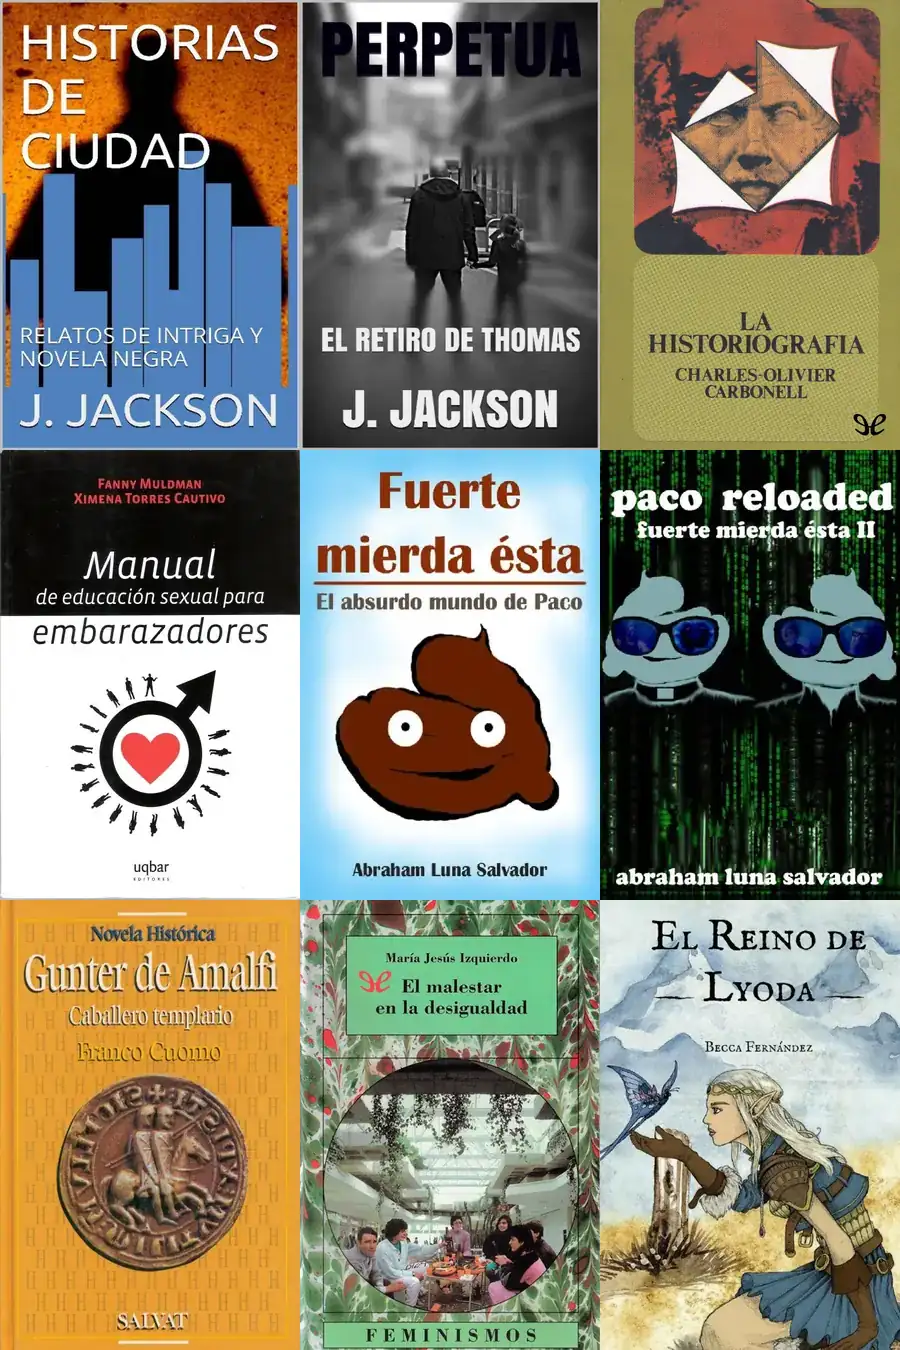 HISTORIAS
DE
CIUDAD
RELATOS DE INTRIGA Y
NOVELA NEGRA
J. JACKSON
PERPETUA
EL RETIRO DE THOMAS
J. JACKSON
LA
HISTORIOGRAFIA
CHARLES-OLIVIER
CARBONELL
FANNY MULDMAN
XIMENA TORRES CAUTIVO
Manual
de educación sexual para
embarazadores
uqbar
EDITORES
Fuerte
mierda ésta
El absurdo mundo de Paco
Abraham Luna Salvador
paco reloaded
fuerte mierda ésta II
abraham luna salvador
Novela Histórica
Gunter de Amalfi
Caballero templario
Franco Cuomo
SALVAT
María Jesús Izquierdo
El malestar
en la desigualdad
FEMINISMOS
EL REINO DE
LYODA
BECCA FERNÁNDEZ